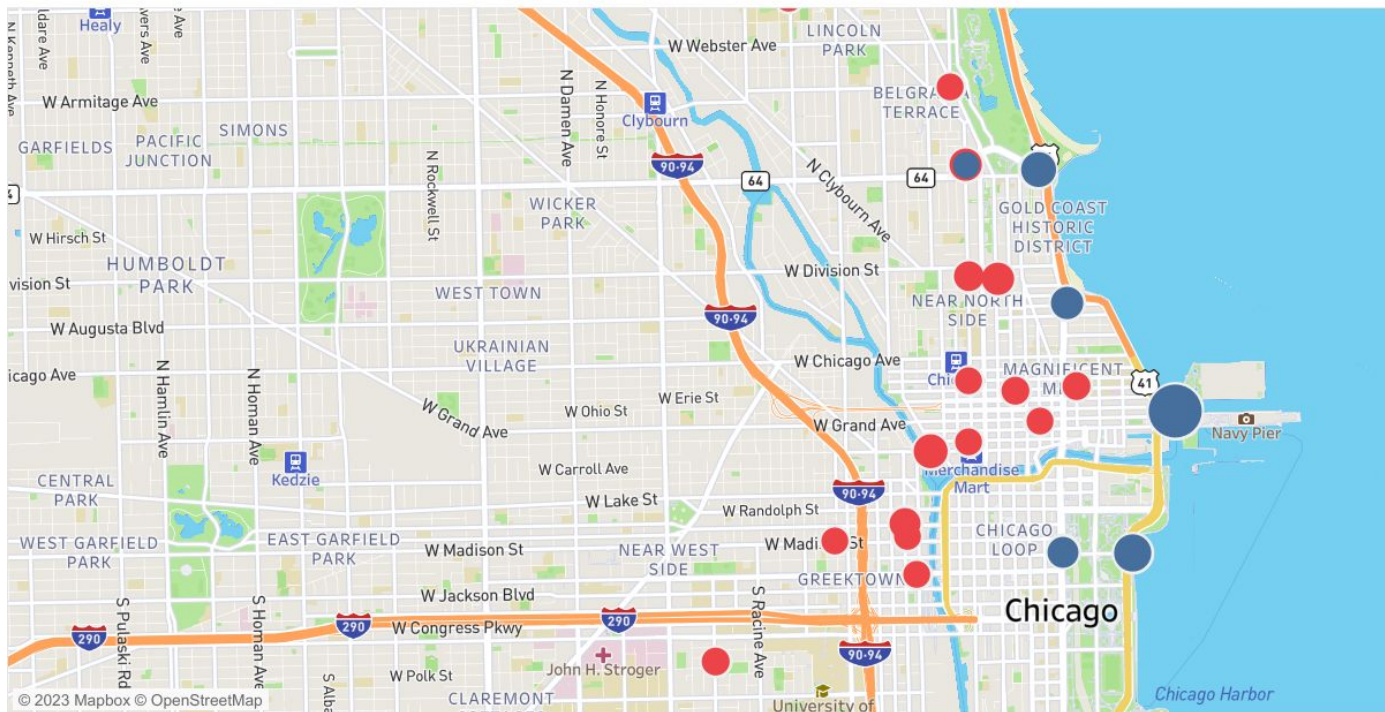 Healy
N Kenneth Ave
N Damen Ave
N Honore St
W Webster Ave
LINCOLN
PARK
W Armitage Ave
Clybourn
TERRACE
GARFIELDS
PACIFIC
JUNCTION
SIMONS
N Rockwell St
90-94
64
64
N Clybourn Ave
WICKER
PARK
GOLD COAST
HISTORIC
DISTRICT
W Hirsch St
HUMBOLDT
PARK
WEST TOWN
W Division St
NEAR NORTH
SIDE
W Augusta Blvd
90-94
UKRAINIAN
VILLAGE
W Chicago Ave
N Hamlin Ave
N Homan Ave
W Grand Ave
W Ohio St
W Erie St
MAGNIFICENT
41
W Grand Ave
Navy Pier
Kedzie
W Carroll Ave
Merchandise
Mart
CENTRAL
PARK
W Lake St
90-94
W Randolph St
WEST GARFIELD
PARK
EAST GARFIELD
PARK
W Madison St
NEAR WEST
SIDE
CHICAGO
LOOP
GREEKTOWN
S Pulaski Rd
S Homan Ave
W Jackson Blvd
S Racine Ave
Chicago
290
290
290
W Congress Pkwy
90-94
John H. Stroger
W Polk St
CLAREMONT
University of
Chicago Harbor
© 2023 Mapbox © OpenStreetMap